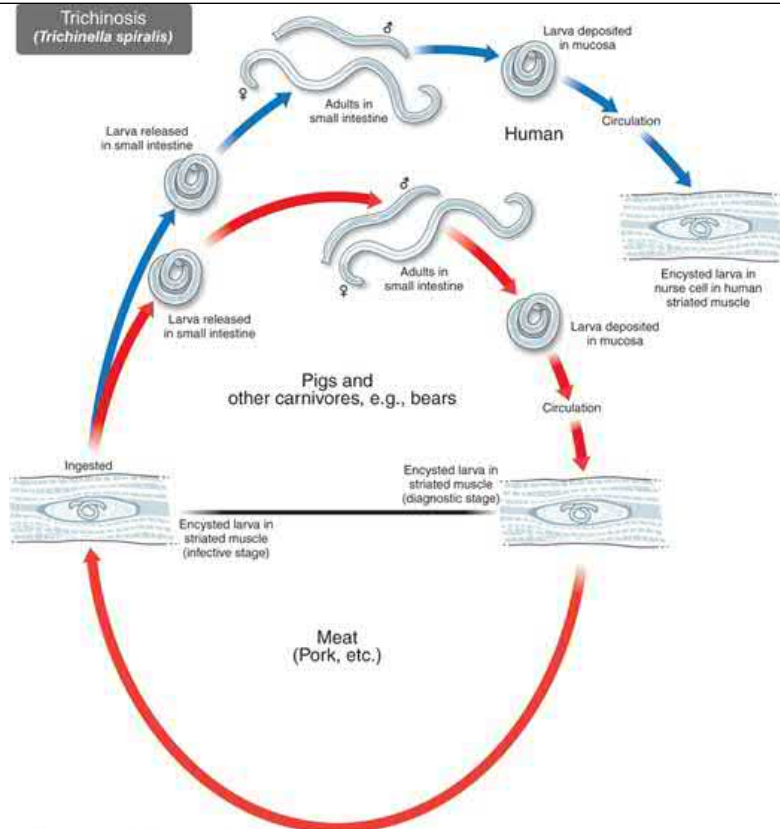 Trichinosis
(Trichinella spiralis)
♂
Larva deposited
in mucosa
♀
Adults in
small intestine
Human
Circulation
Larva released
in small intestine
♂
Encysted larva in
nurse cell in human
striated muscle
Adults in
small intestine
♀
Larva released
in small intestine
Larva deposited
in mucosa
Pigs and
other carnivores, e.g., bears
Circulation
Ingested
Encysted larva in
striated muscle
(diagnostic stage)
Encysted larva in
striated muscle
(infective stage)
Meat
(Pork, etc.)